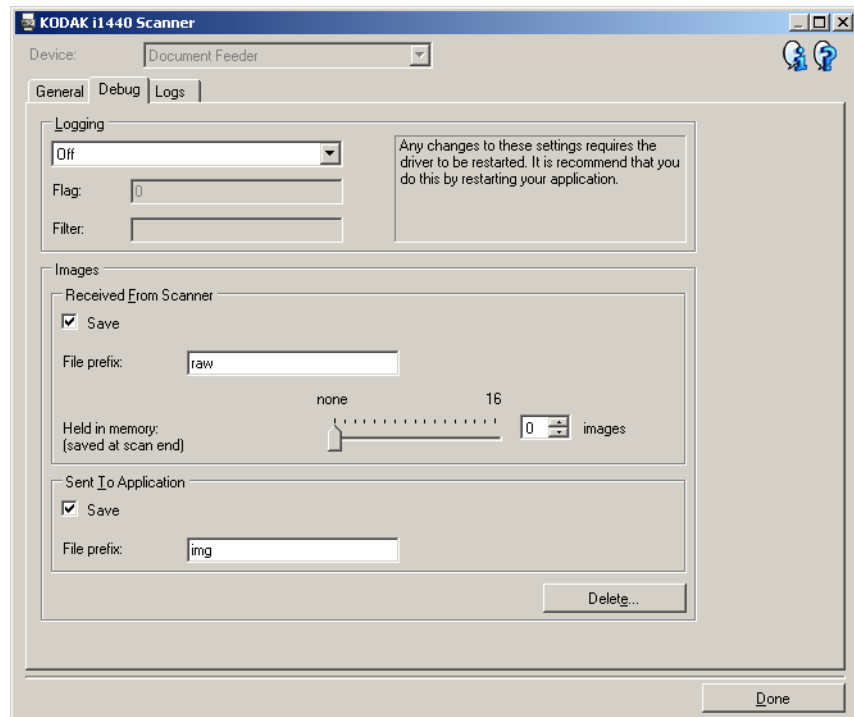 KODAK i1440 Scanner
Device: Document Feeder
General Debug Logs
Logging
Off
Flag: 0
Filter:
Any changes to these settings requires the
driver to be restarted. It is recommend that you
do this by restarting your application.
Images
Received From Scanner
Save
File prefix: raw
none 16
Held in memory: 0 images
(saved at scan end)
Sent To Application
Save
File prefix: img
Delete...
Done